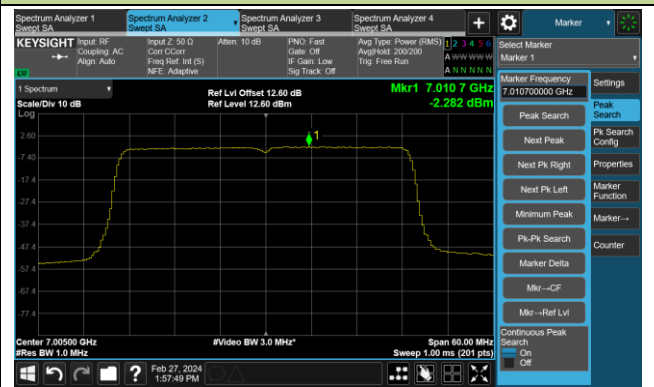 Spectrum Analyzer 1
Swept SA
Spectrum Analyzer 2
Swept SA
Spectrum Analyzer 3
Swept SA
Spectrum Analyzer 4
Swept SA
+
Marker
KEYSIGHT
Input: RF
Coupling: AC
Align: Auto
Input Z: 50 Ω
Corr CCorr
Freq Ref: Int (S)
NFE: Adaptive
Atten: 10 dB
PNO: Fast
Gate: Off
IF Gain: Low
Sig Track: Off
Avg Type: Power (RMS)
Avg|Hold: 200/200
Trig: Free Run
1 2 3 4 5 6
A W W W W W
A N N N N N
Select Marker
Marker 1
1 Spectrum
Scale/Div 10 dB
Log
Ref Lvl Offset 12.60 dB
Ref Level 12.60 dBm
Mkr1 7.010 7 GHz
-2.282 dBm
1
2.60
-7.40
-17.4
-27.4
-37.4
-47.4
-57.4
-67.4
-77.4
Center 7.00500 GHz
#Res BW 1.0 MHz
#Video BW 3.0 MHz*
Span 60.00 MHz
Sweep 1.00 ms (201 pts)
Marker Frequency
7.010700000 GHz
Peak Search
Next Peak
Next Pk Right
Next Pk Left
Minimum Peak
Pk-Pk Search
Marker Delta
Mkr→CF
Mkr→Ref Lvl
Continuous Peak
Search
On
Off
Settings
Peak
Search
Pk Search
Config
Properties
Marker
Function
Marker→
Counter
?
Feb 27, 2024
1:57:49 PM